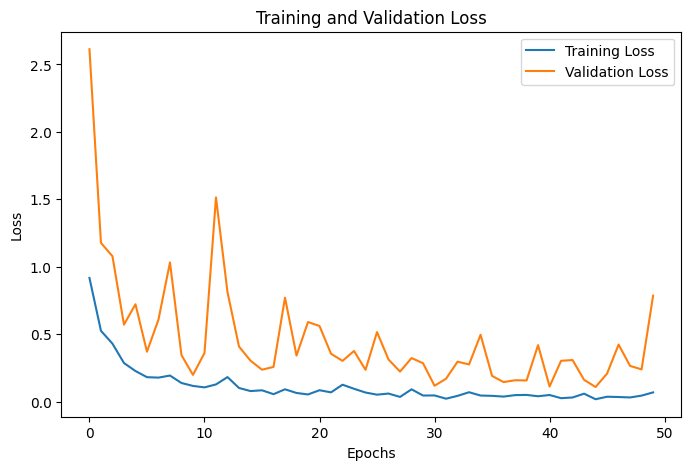 Training and Validation Loss
Training Loss
Validation Loss
2.5
2.0
1.5
1.0
0.5
0.0
Loss
0 10 20 30 40 50
Epochs